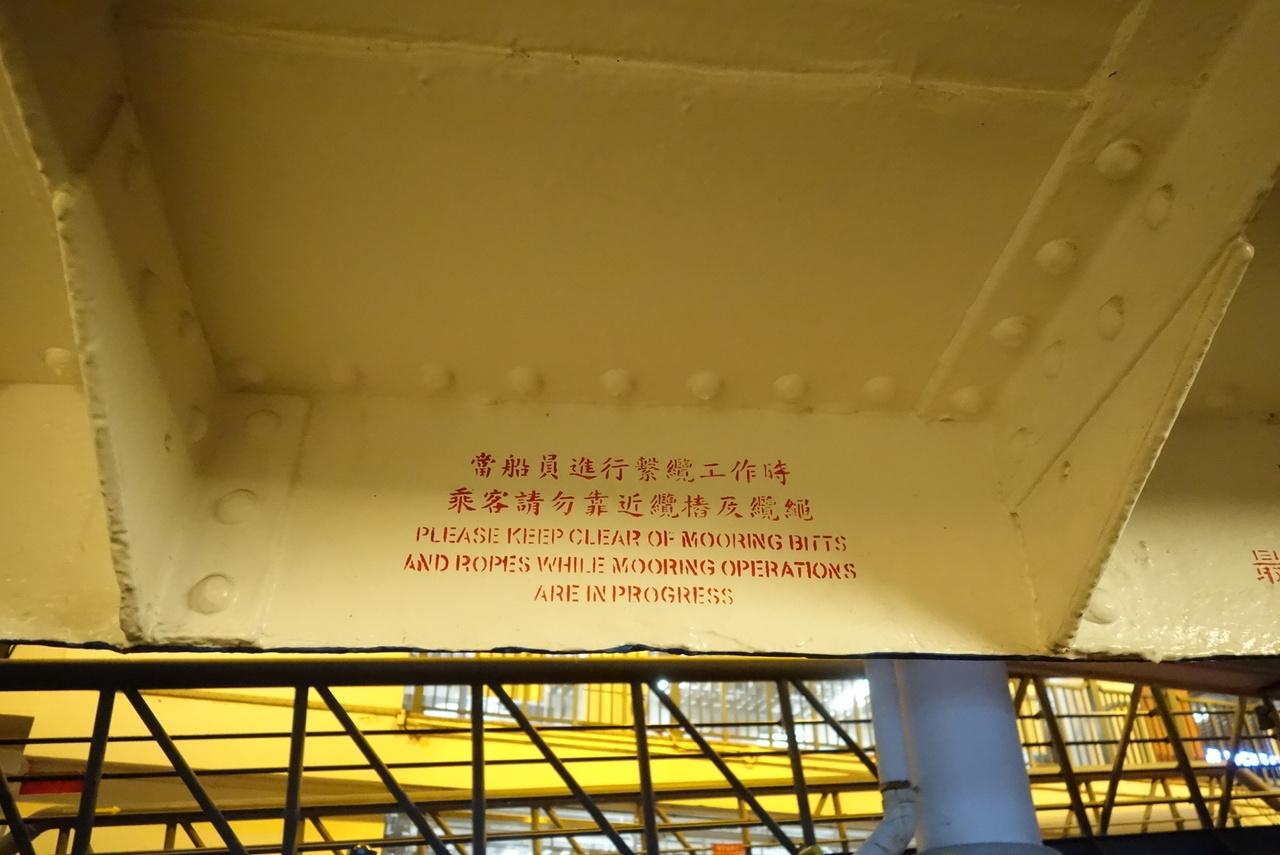 當船員進行繫纜工作時
乘客請勿靠近纜樁及纜繩
PLEASE KEEP CLEAR OF MOORING BITTS
AND ROPES WHILE MOORING OPERATIONS
ARE IN PROGRESS